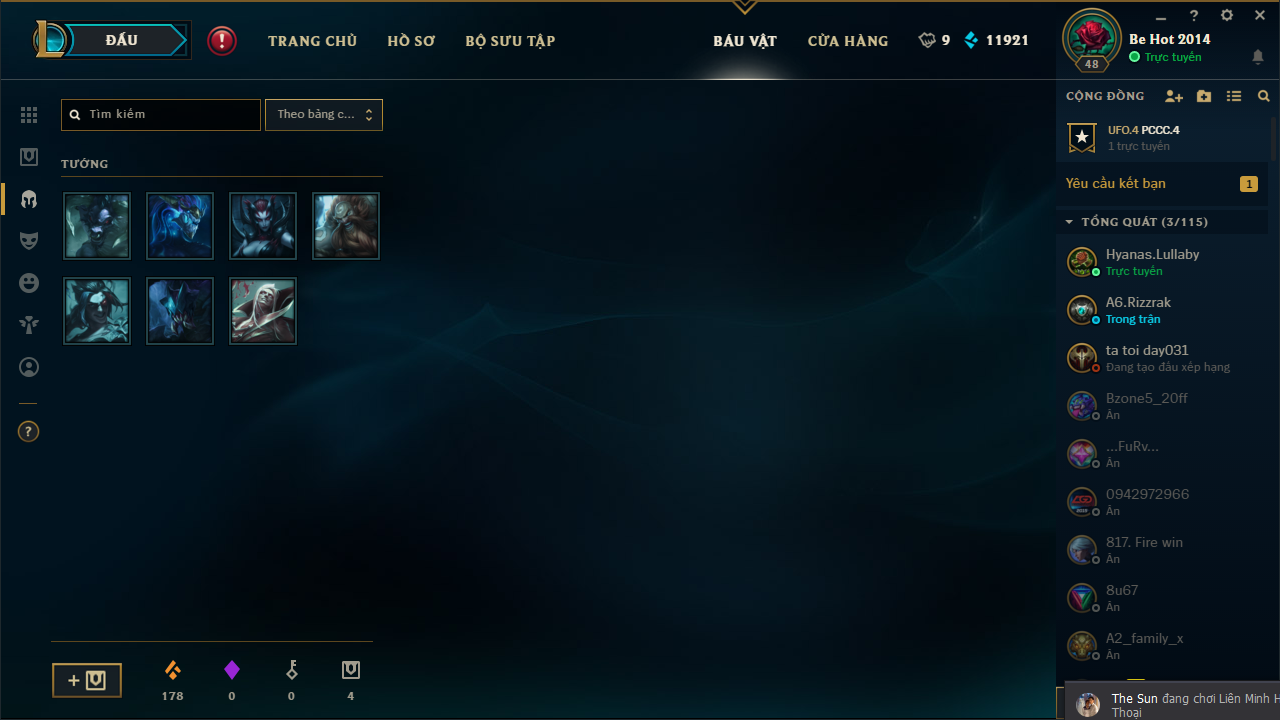 ĐẤU
TRANG CHỦ
HỒ SƠ
BỘ SƯU TẬP
BÁU VẬT
CỬA HÀNG
9
11921
?
48
Be Hot 2014
Trực tuyến
Tìm kiếm
Theo bảng c...
TƯỚNG
CỘNG ĐỒNG
UFO.4 PCCC.4
1 trực tuyến
Yêu cầu kết bạn
1
TỔNG QUÁT (3/115)
Hyanas.Lullaby
Trực tuyến
A6.Rizzrak
Trong trận
ta toi day031
Đang tạo đấu xếp hạng
Bzone5_20ff
Ẩn
...FuRv...
Ẩn
0942972966
Ẩn
817. Fire win
Ẩn
8u67
Ẩn
A2_family_x
Ẩn
?
178
0
0
4
The Sun đang chơi Liên Minh H
Thoại